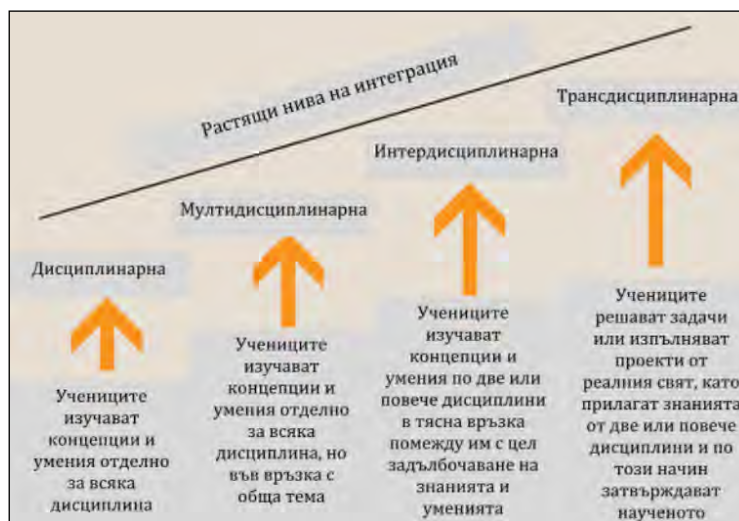 Растящи нива на интеграция
Дисциплинарна
Учениците
изучават
концепции и
умения отделно
за всяка
дисциплина
Мултидисциплинарна
Учениците
изучават
концепции и
умения отделно
за всяка
дисциплина, но
във връзка с
обща тема
Интердисциплинарна
Учениците
изучават
концепции и
умения по две или
повече дисциплини
в тясна връзка
помежду им с цел
задълбочаване на
знанията и
уменията
Трансдисциплинарна
Учениците
решават задачи
или изпълняват
проекти от
реалния свят, като
прилагат знанията
от две или повече
дисциплини и по
този начин
затвърждават
наученото